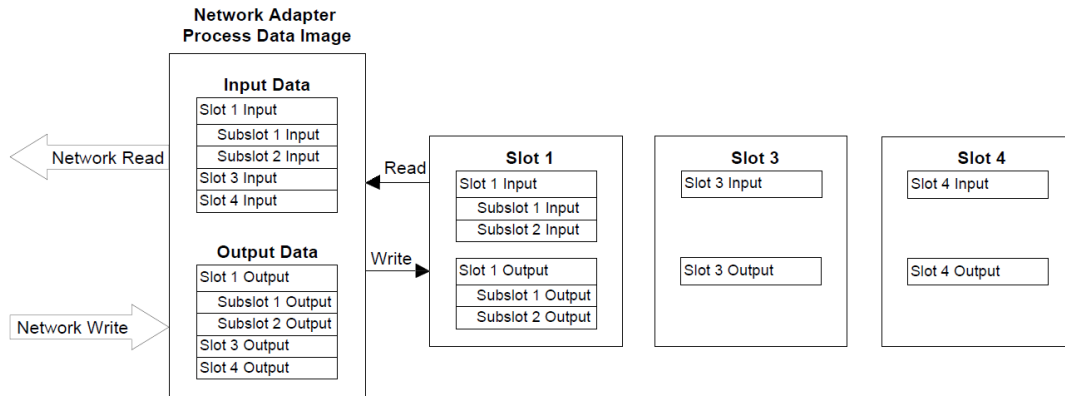 Network Adapter
Process Data Image
Input Data
Slot 1 Input
Subslot 1 Input
Subslot 2 Input
Slot 3 Input
Slot 4 Input
Output Data
Slot 1 Output
Subslot 1 Output
Subslot 2 Output
Slot 3 Output
Slot 4 Output
Network Read
Network Write
Read
Write
Slot 1
Slot 1 Input
Subslot 1 Input
Subslot 2 Input
Slot 1 Output
Subslot 1 Output
Subslot 2 Output
Slot 3
Slot 3 Input
Slot 3 Output
Slot 4
Slot 4 Input
Slot 4 Output